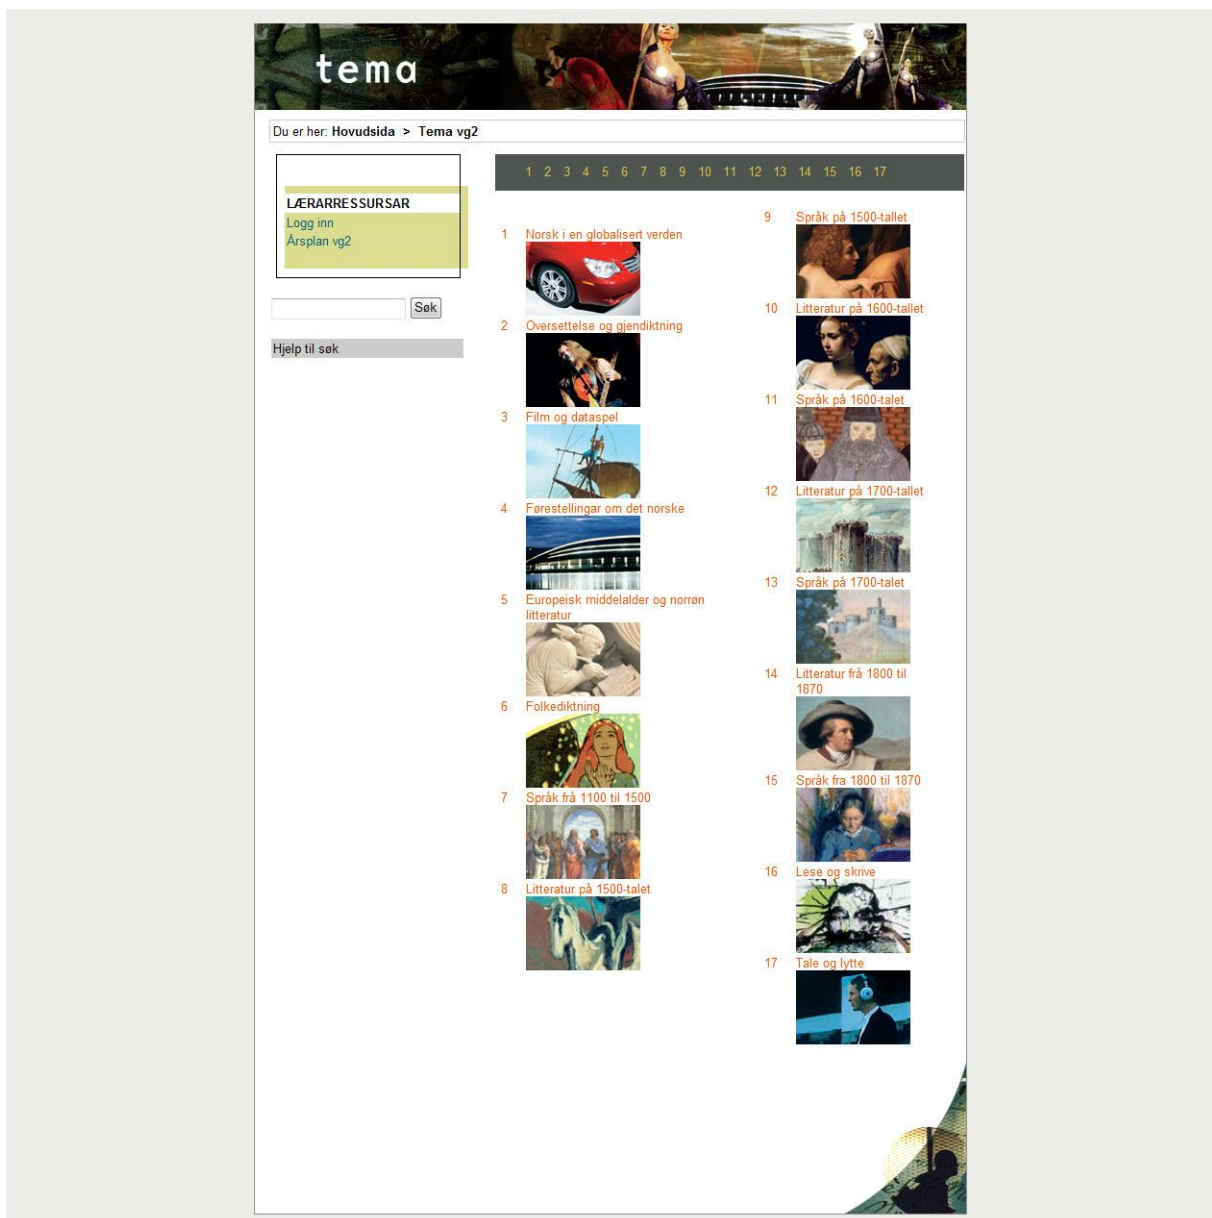 tema
Du er her: Hovudsida > Tema vg2
LÆRARRESSURSAR
Logg inn
Årsplan vg2
Søk
Hjelp til søk
1 2 3 4 5 6 7 8 9 10 11 12 13 14 15 16 17
1 Norsk i en globalisert verden
2 Oversettelse og gjendiktning
3 Film og dataspel
4 Førestellingar om det norske
5 Europeisk middelalder og norrøn
litteratur
6 Folkediktning
7 Språk frå 1100 til 1500
8 Litteratur på 1500-talet
9 Språk på 1500-tallet
10 Litteratur på 1600-tallet
11 Språk på 1600-talet
12 Litteratur på 1700-tallet
13 Språk på 1700-talet
14 Litteratur frå 1800 til
1870
15 Språk fra 1800 til 1870
16 Lese og skrive
17 Tale og lytte